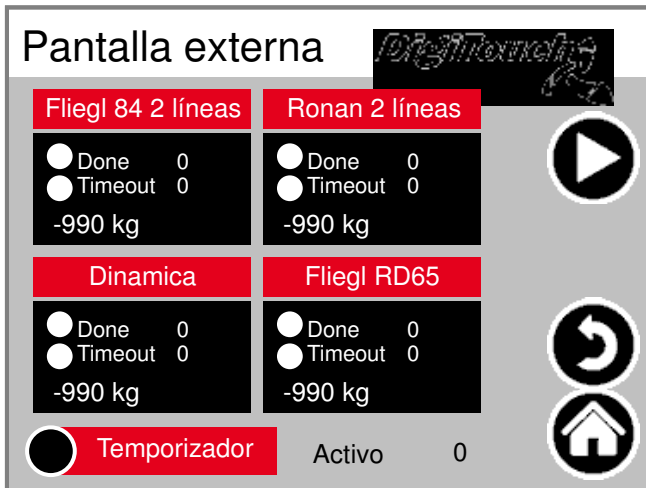 Pantalla externa
DigiTouch
Fliegl 84 2 líneas
Done 0
Timeout 0
-990 kg
Ronan 2 líneas
Done 0
Timeout 0
-990 kg
Dinamica
Done 0
Timeout 0
-990 kg
Fliegl RD65
Done 0
Timeout 0
-990 kg
Temporizador
Activo 0